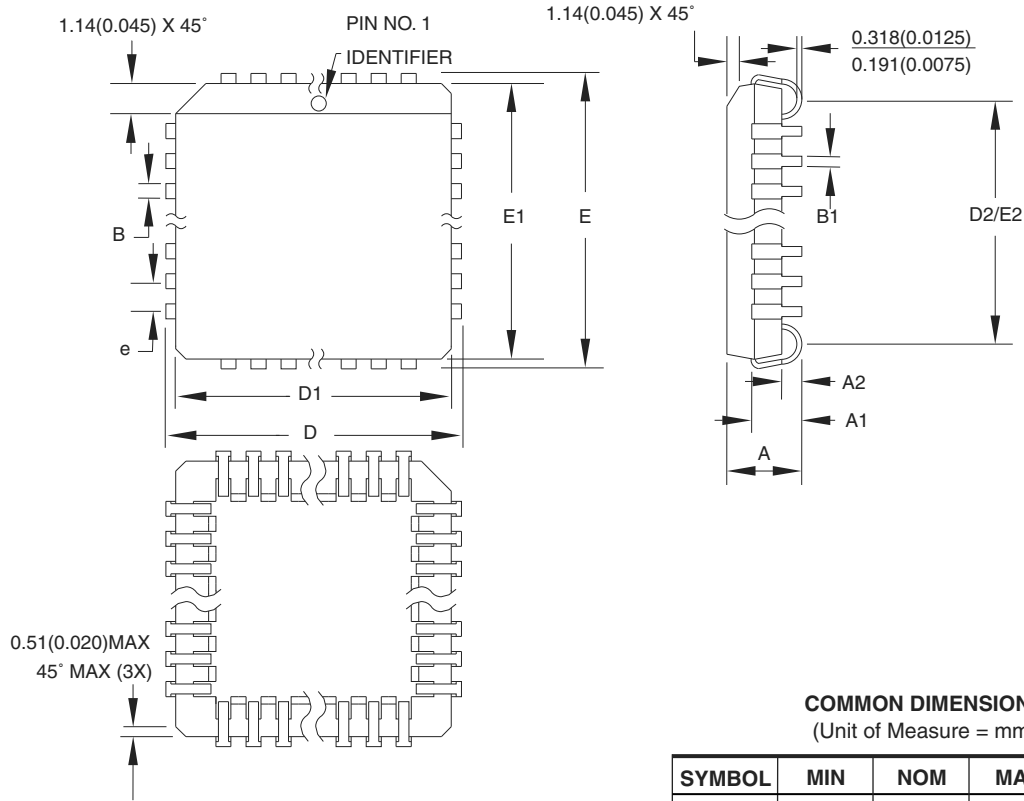 1.14(0.045) X 45˚
PIN NO. 1
IDENTIFIER
1.14(0.045) X 45˚
0.318(0.0125)
0.191(0.0075)
E1
E
B
e
B1
D2/E2
D1
D
A2
A1
A
0.51(0.020)MAX
45˚ MAX (3X)
COMMON DIMENSION
(Unit of Measure = mm
SYMBOL MIN NOM MA